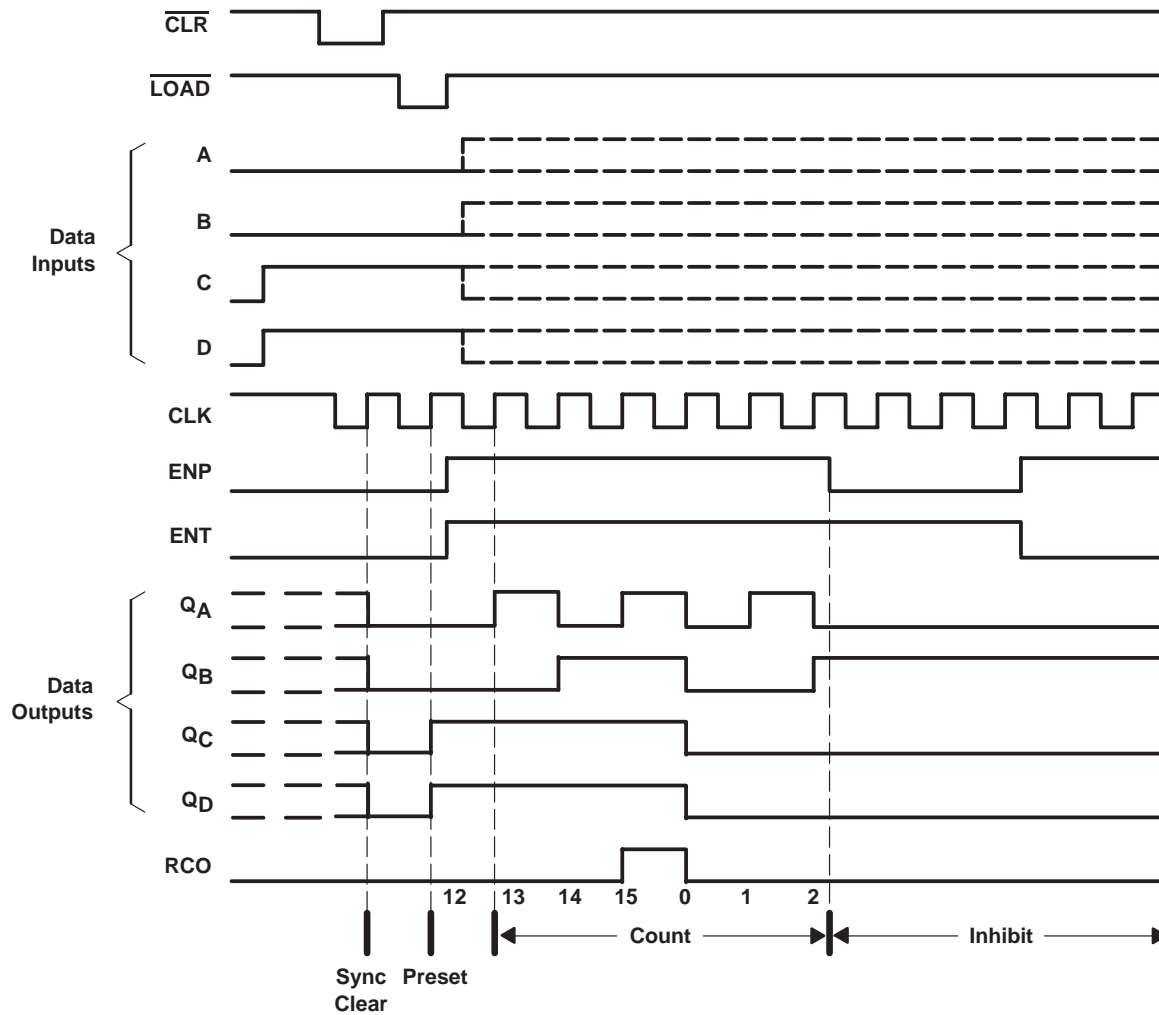 CLR
LOAD
A
B
Data
Inputs
C
D
CLK
ENP
ENT
QA
QB
Data
Outputs
QC
QD
RCO
12 13 14 15 0 1 2
Count Inhibit
Sync Preset
Clear